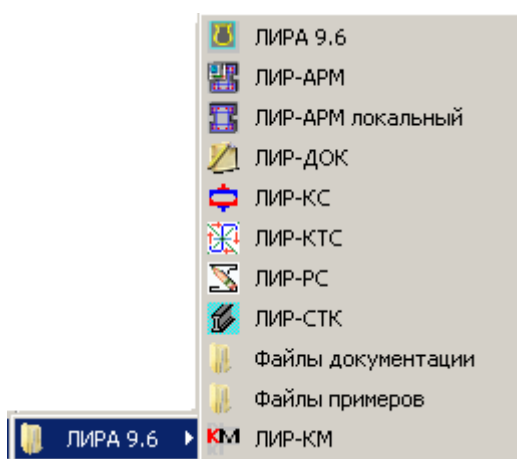 ЛИРА 9.6
ЛИР-АРМ
ЛИР-АРМ локальный
ЛИР-ДОК
ЛИР-КС
ЛИР-КТС
ЛИР-РС
ЛИР-СТК
Файлы документации
Файлы примеров
ЛИРА 9.6
КМ ЛИР-КМ